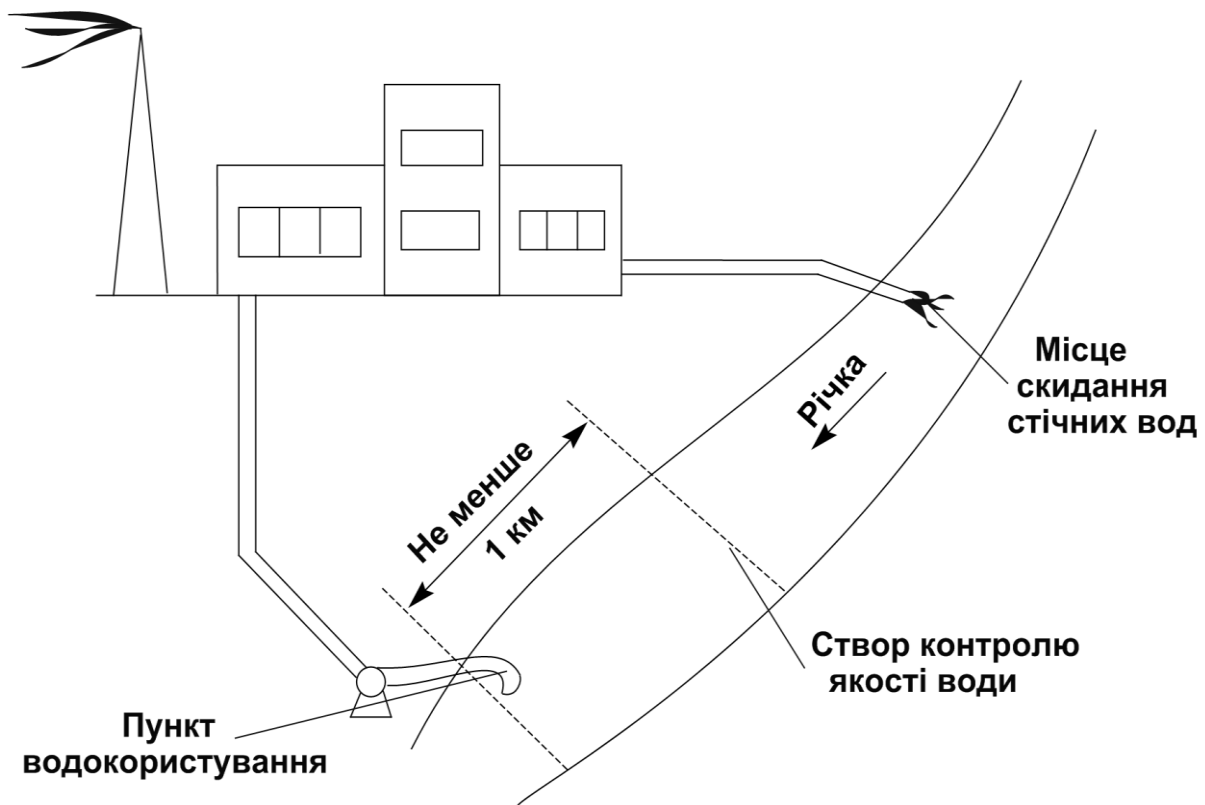 Місце
скидання
стічних вод
Річка
Не менше
1 км
Створ контролю
якості води
Пункт
водокористування